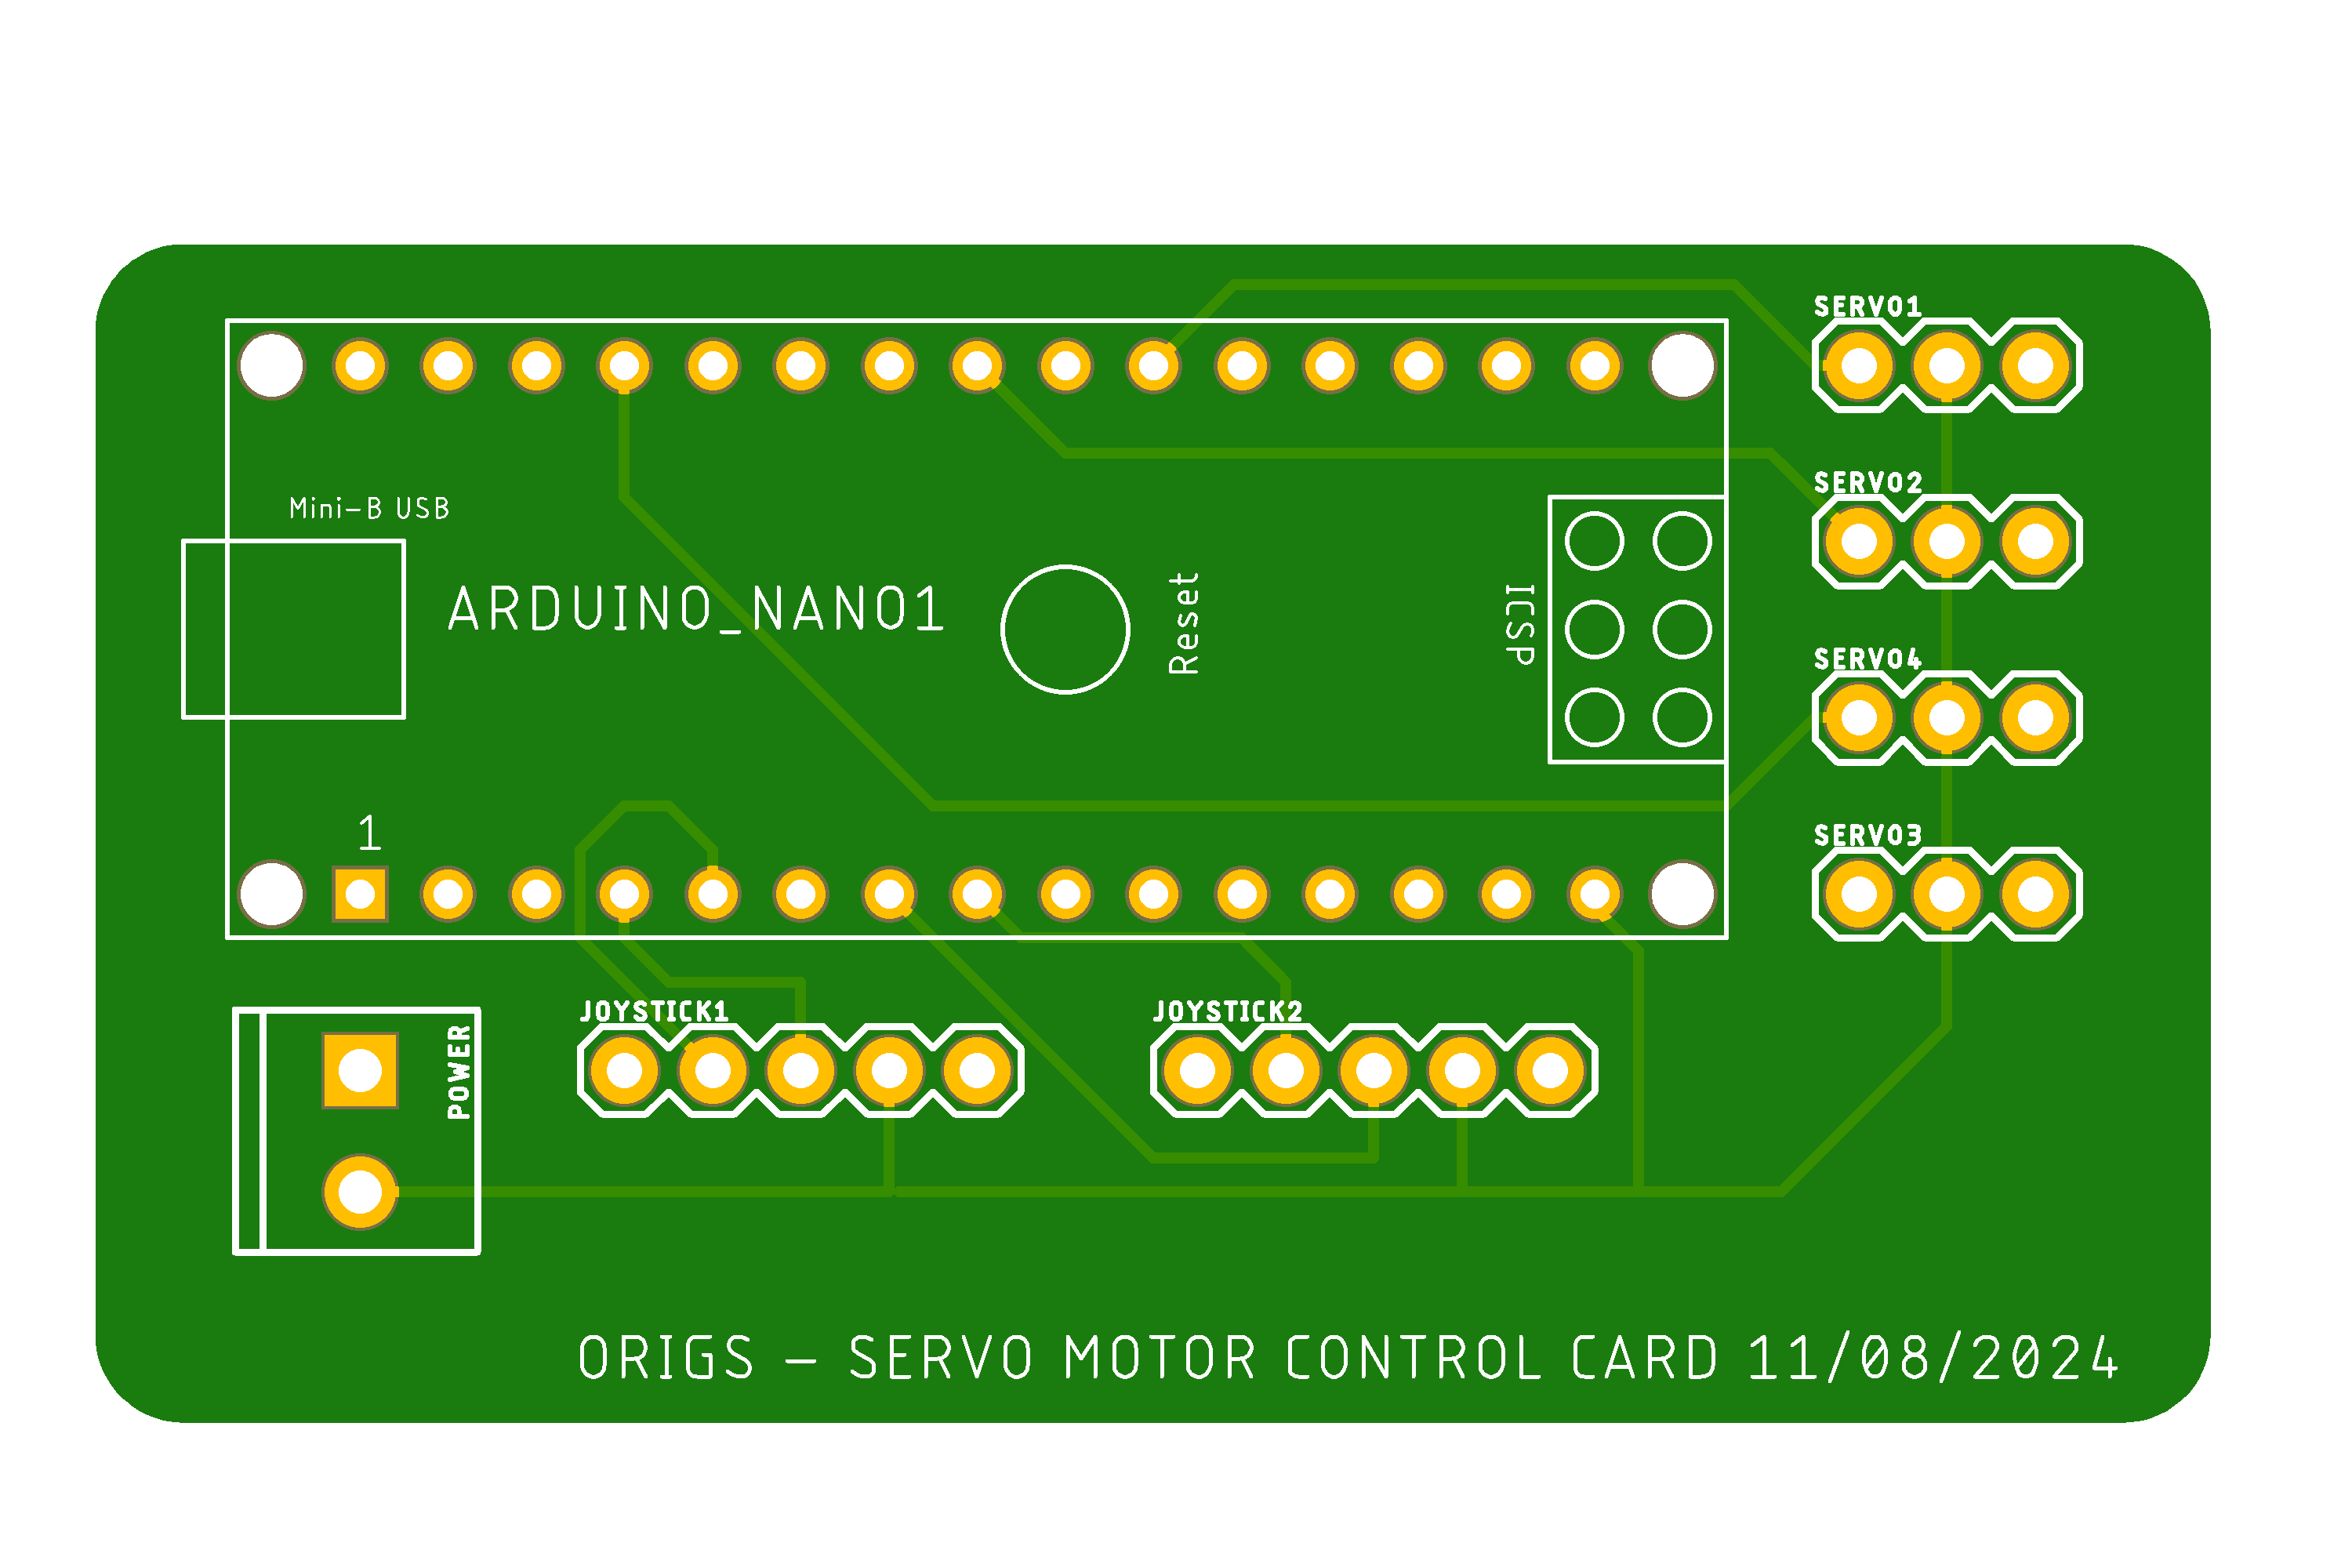 SERVO1
SERVO2
Mini-B USB
ARDUINO_NANO1
Reset
ICSP
SERVO4
1
SERVO3
JOYSTICK1
JOYSTICK2
POWER
ORIGS - SERVO MOTOR CONTROL CARD 11/08/2024